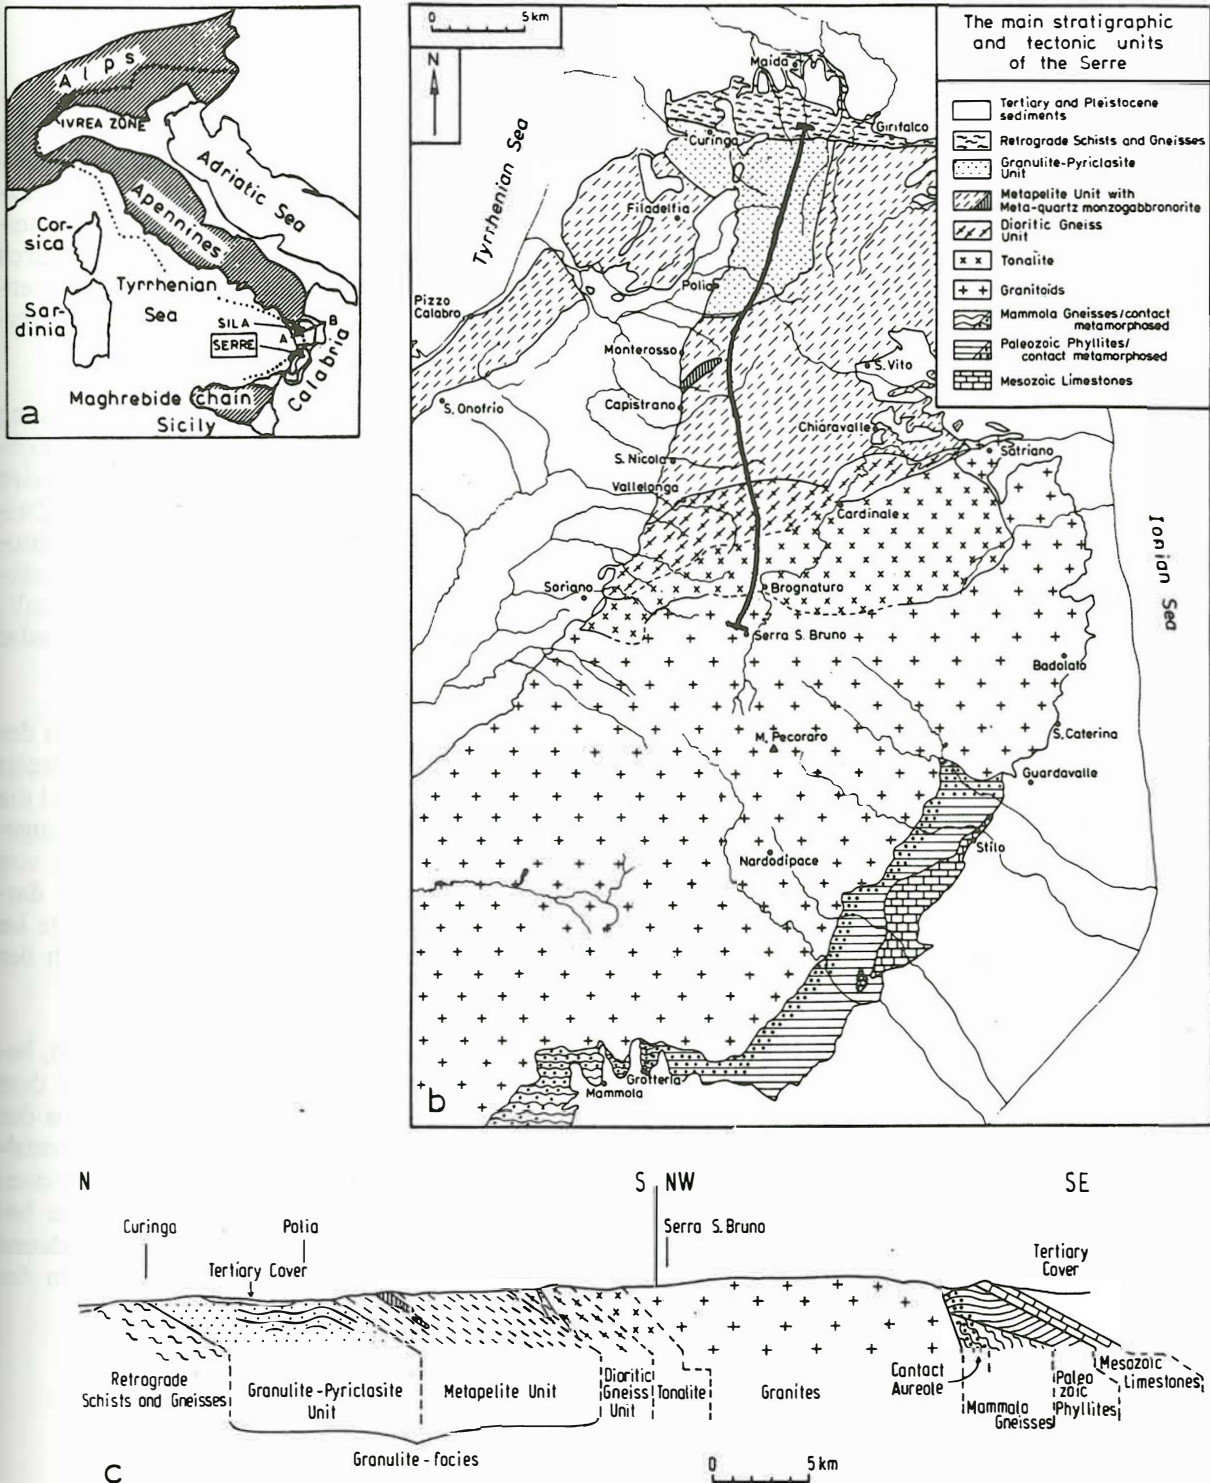 Alps
IVREA ZONE
Adriatic Sea
Apennines
Cor-
sica
Sar-
dinia
Tyrrhenian
Sea
SILA
SERRE
A
B
Calabria
Maghrebide chain
Sicily
a
0 5km
N
The main stratigraphic
and tectonic units
of the Serre
Tertiary and Pleistocene
sediments
Retrograde Schists and Gneisses
Granulite-Pyriclasite
Unit
Metapelite Unit with
Meta-quartz monzogabbronorite
Dioritic Gneiss
Unit
Tonalite
Granitoids
Mammola Gneisses/contact
metamorphosed
Paleozoic Phyllites/
contact metamorphosed
Mesozoic Limestones
Tyrrhenian Sea
Maida
Curinga
Girifalco
Filadelfia
Polia
Pizzo
Calabro
Monterosso
S. Vito
Capistrano
S. Onofrio
Chiaravalle
Satriano
S. Nicola
Vallelonga
Cardinale
Ionian Sea
Soriano
Brognaturo
Serra S. Bruno
Badolato
M. Pecoraro
S. Caterina
Guardavalle
Stilo
Nardodipace
Grotteria
Mammola
b
N
S
NW
SE
Curinga
Polia
Serra S. Bruno
Tertiary Cover
Tertiary
Cover
Retrograde
Schists and Gneisses
Granulite-Pyriclasite
Unit
Metapelite Unit
Dioritic
Gneiss
Unit
Tonalite
Granites
Contact
Aureole
Mammola
Gneisses
Paleo
zoic
Phyllites
Mesozoic
Limestones
Granulite-facies
c
0 5 km